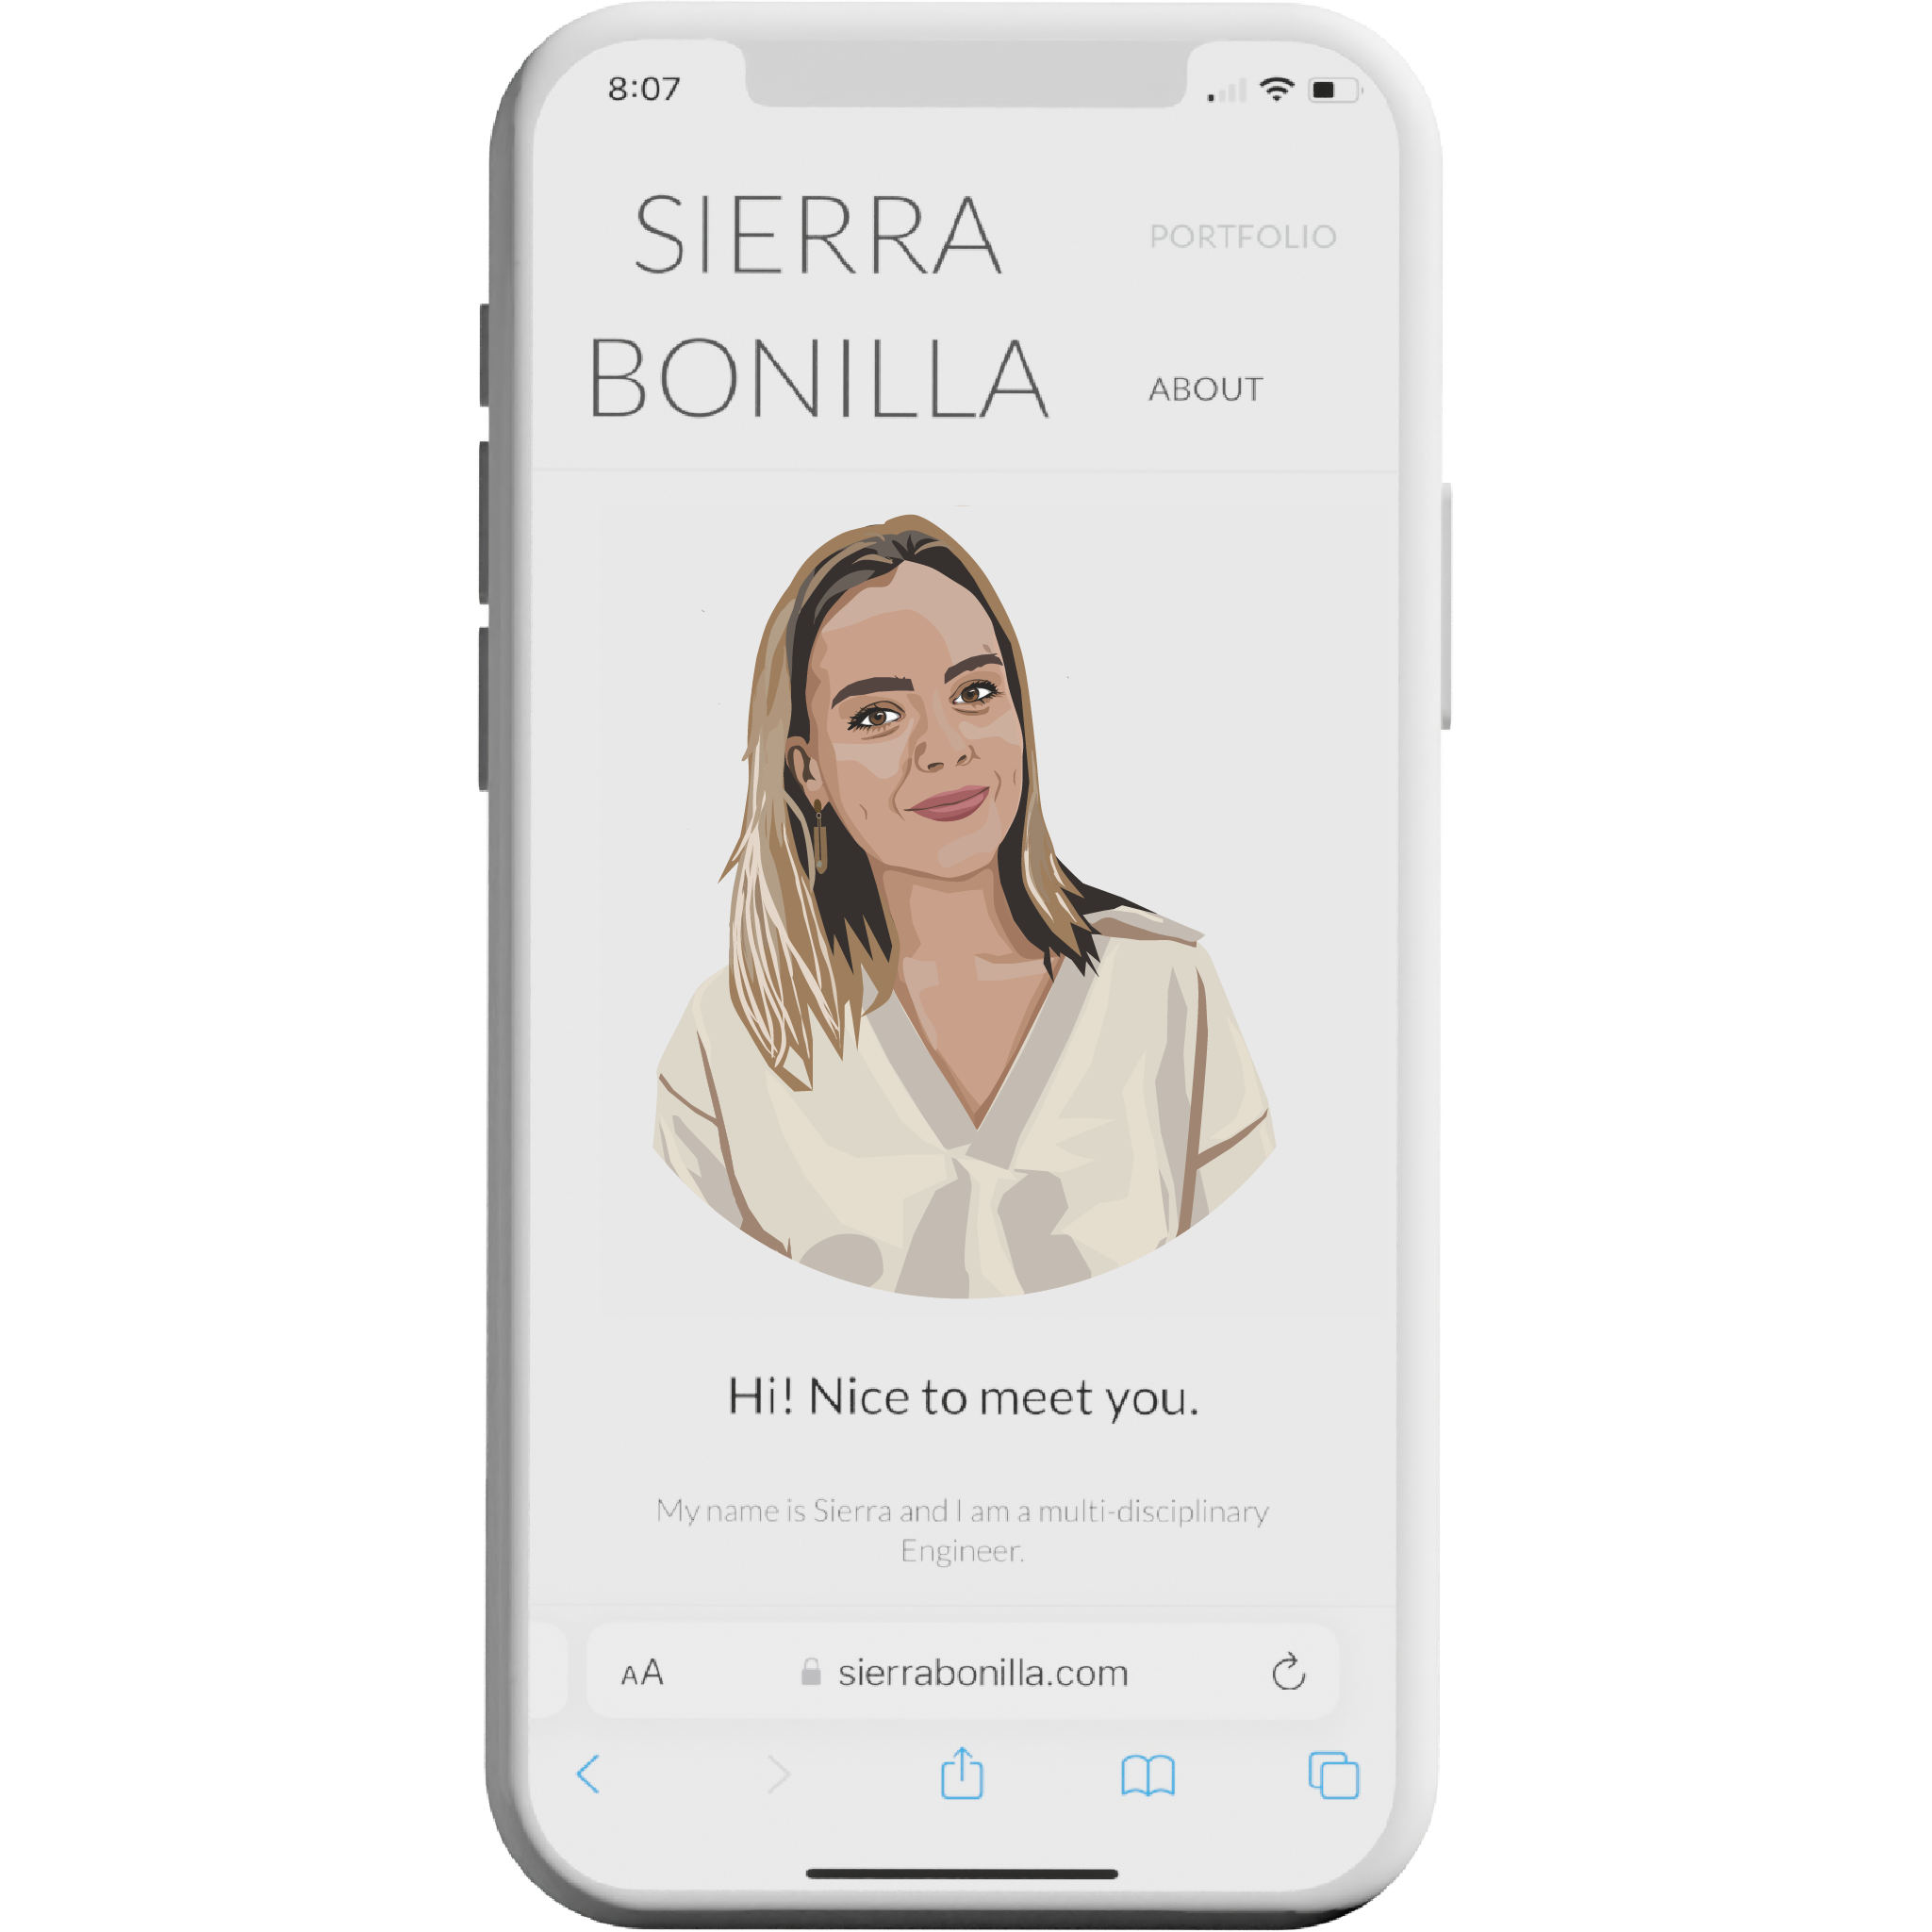 8:07
SIERRA
BONILLA
PORTFOLIO
ABOUT
Hi! Nice to meet you.
My name is Sierra and I am a multi-disciplinary
Engineer.
AA
sierrabonilla.com